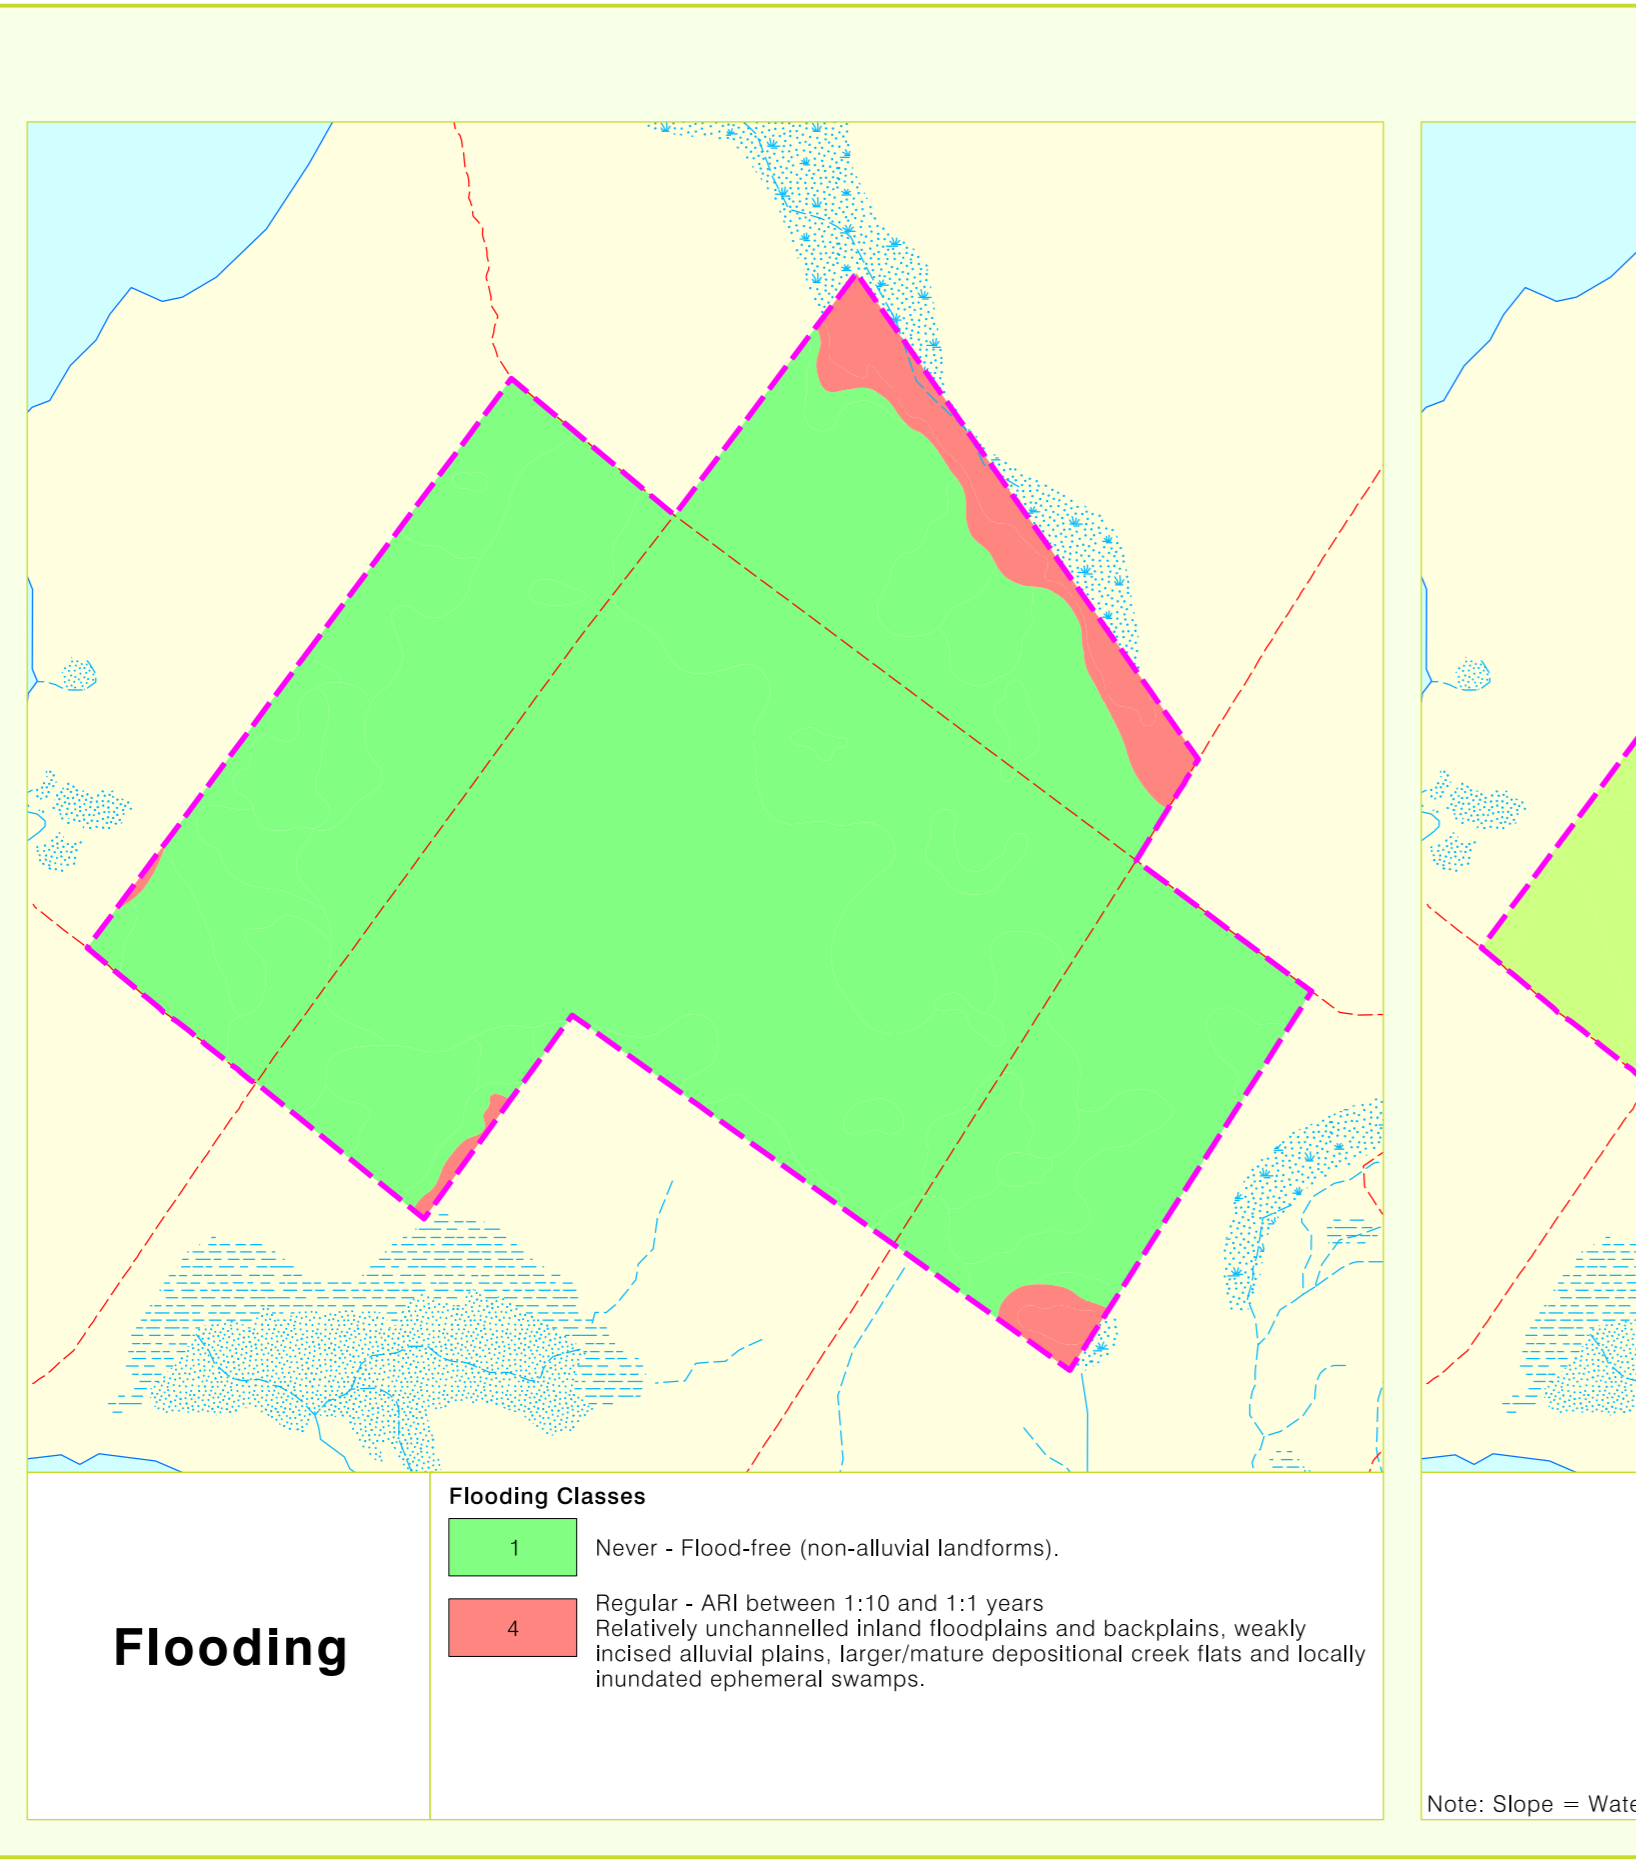 Flooding
Flooding Classes
1
Never - Flood-free (non-alluvial landforms).
4
Regular - ARI between 1:10 and 1:1 years
Relatively unchannelled inland floodplains and backplains, weakly
incised alluvial plains, larger/mature depositional creek flats and locally
inundated ephemeral swamps.
Note: Slope = Wate